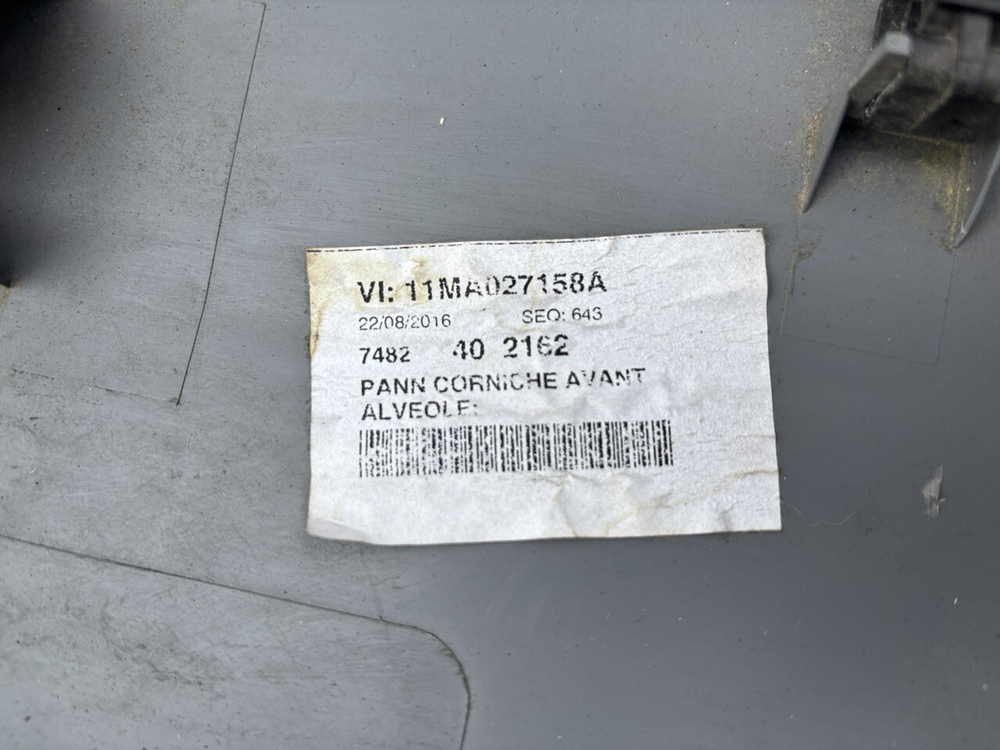 VI: 11MA027158A
22/08/2016 SEQ: 643
7482 40 2162
PANN CORNICHE AVANT
ALVEOLE: